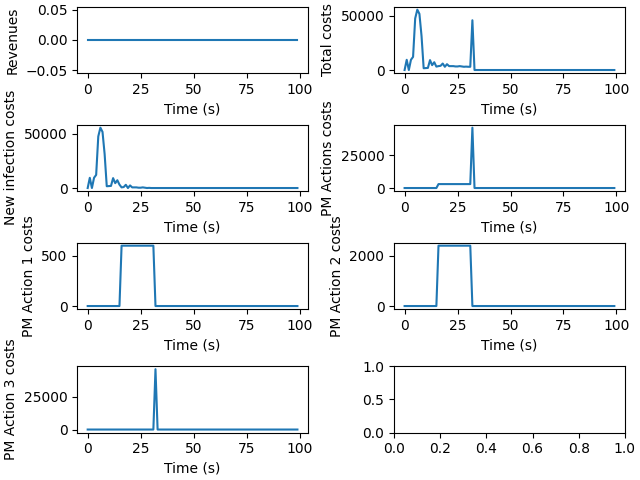 Revenues
0.05
0.00
−0.05
0 25 50 75 100
Time (s)
Total costs
50000
0
0 25 50 75 100
Time (s)
New infection costs
50000
0
0 25 50 75 100
Time (s)
PM Actions costs
25000
0
0 25 50 75 100
Time (s)
PM Action 1 costs
500
0
0 25 50 75 100
Time (s)
PM Action 2 costs
2000
0
0 25 50 75 100
Time (s)
PM Action 3 costs
25000
0
0 25 50 75 100
Time (s)
1.0
0.5
0.0
0.0 0.2 0.4 0.6 0.8 1.0